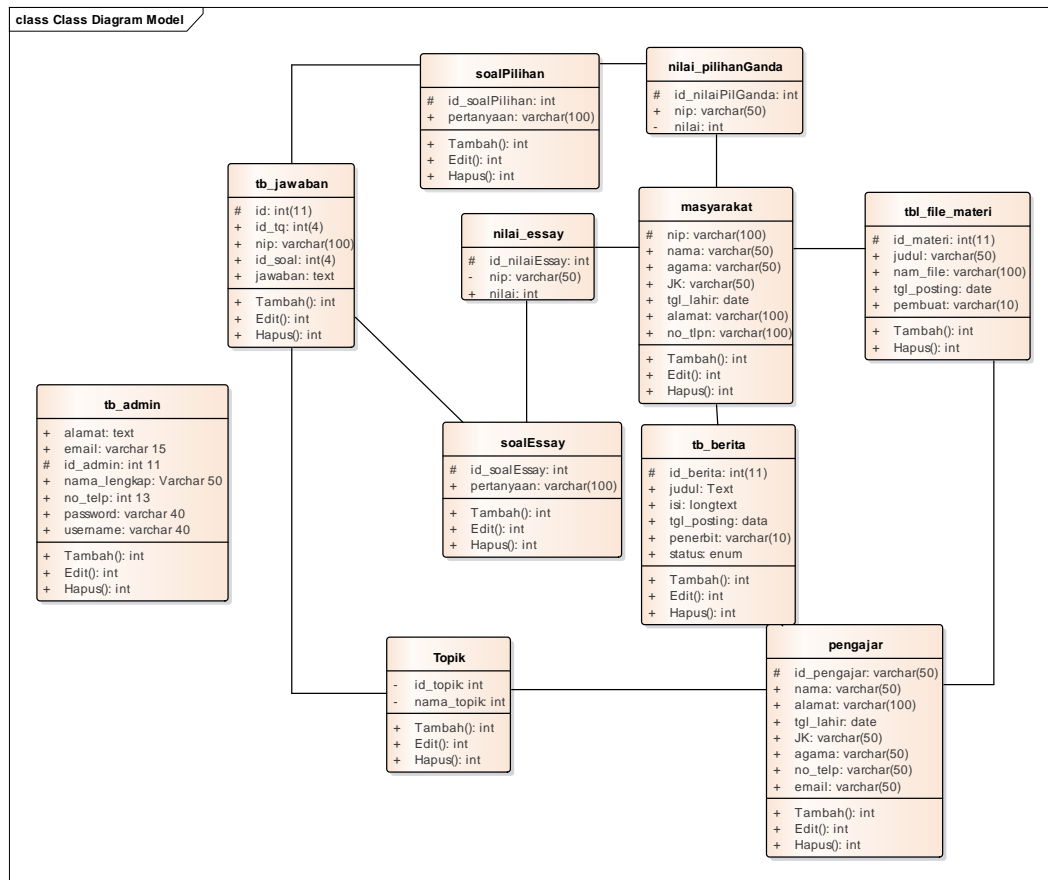 class Class Diagram Model
soalPilihan
# id_soalPilihan: int
+ pertanyaan: varchar(100)
+ Tambah(): int
+ Edit(): int
+ Hapus(): int
nilai_pilihanGanda
# id_nilaiPilGanda: int
+ nip: varchar(50)
- nilai: int
tb_jawaban
# id: int(11)
+ id_tq: int(4)
+ nip: varchar(100)
+ id_soal: int(4)
+ jawaban: text
+ Tambah(): int
+ Edit(): int
+ Hapus(): int
nilai_essay
# id_nilaiEssay: int
- nip: varchar(50)
+ nilai: int
masyarakat
# nip: varchar(100)
+ nama: varchar(50)
+ agama: varchar(50)
+ JK: varchar(50)
+ tgl_lahir: date
+ alamat: varchar(100)
+ no_tlpn: varchar(100)
+ Tambah(): int
+ Edit(): int
+ Hapus(): int
tbl_file_materi
# id_materi: int(11)
+ judul: varchar(50)
+ nam_file: varchar(100)
+ tgl_posting: date
+ pembuat: varchar(10)
+ Tambah(): int
+ Hapus(): int
tb_admin
+ alamat: text
+ email: varchar 15
# id_admin: int 11
+ nama_lengkap: Varchar 50
+ no_telp: int 13
+ password: varchar 40
+ username: varchar 40
+ Tambah(): int
+ Edit(): int
+ Hapus(): int
soalEssay
# id_soalEssay: int
+ pertanyaan: varchar(100)
+ Tambah(): int
+ Edit(): int
+ Hapus(): int
tb_berita
# id_berita: int(11)
+ judul: Text
+ isi: longtext
+ tgl_posting: data
+ penerbit: varchar(10)
+ status: enum
+ Tambah(): int
+ Edit(): int
+ Hapus(): int
Topik
- id_topik: int
- nama_topik: int
+ Tambah(): int
+ Edit(): int
+ Hapus(): int
pengajar
# id_pengajar: varchar(50)
+ nama: varchar(50)
+ alamat: varchar(100)
+ tgl_lahir: date
+ JK: varchar(50)
+ agama: varchar(50)
+ no_telp: varchar(50)
+ email: varchar(50)
+ Tambah(): int
+ Edit(): int
+ Hapus(): int